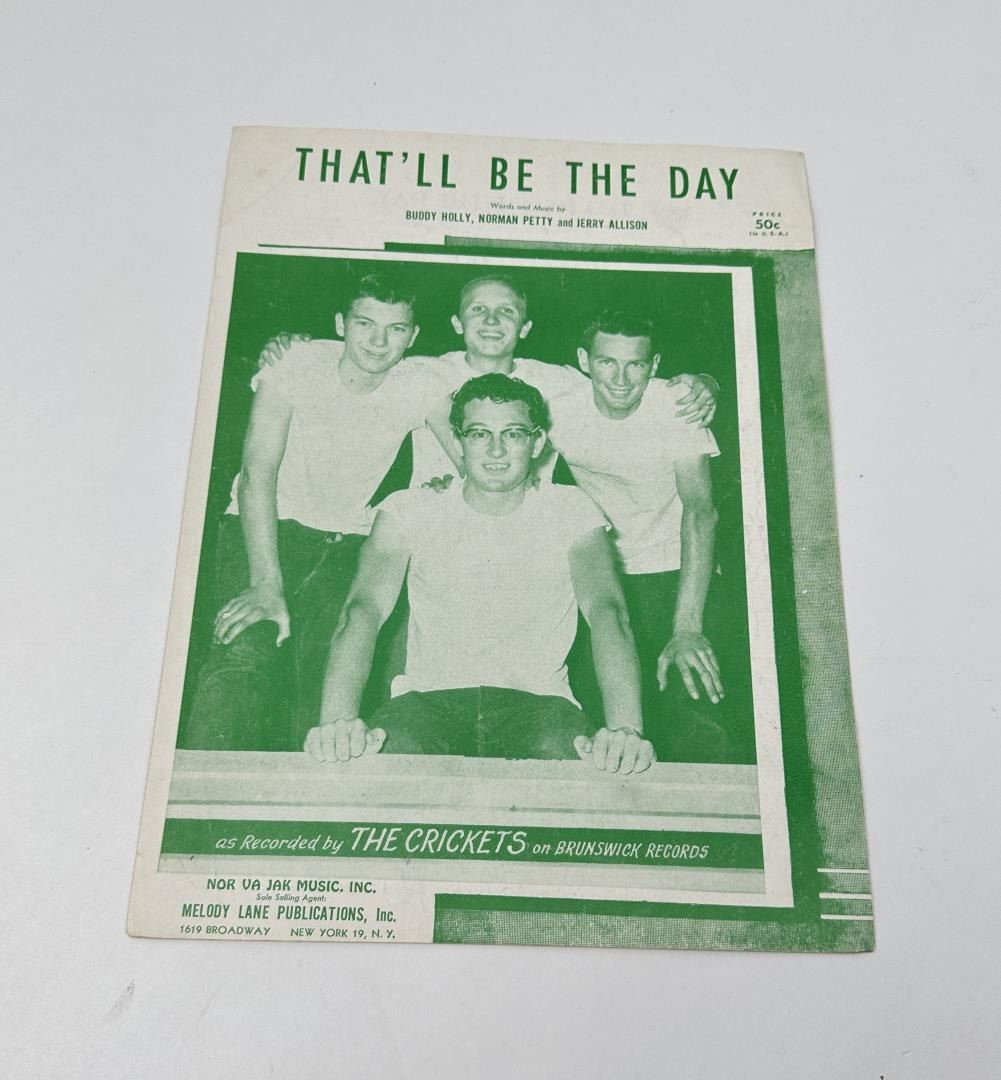 THAT'LL BE THE DAY
Words and Music by
BUDDY HOLLY, NORMAN PETTY and JERRY ALLISON
PRICE
50c
(in U.S.A.)
as Recorded by THE CRICKETS on BRUNSWICK RECORDS
NOR VA JAK MUSIC. INC.
Sole Selling Agent:
MELODY LANE PUBLICATIONS, Inc.
1619 BROADWAY NEW YORK 19, N. Y.